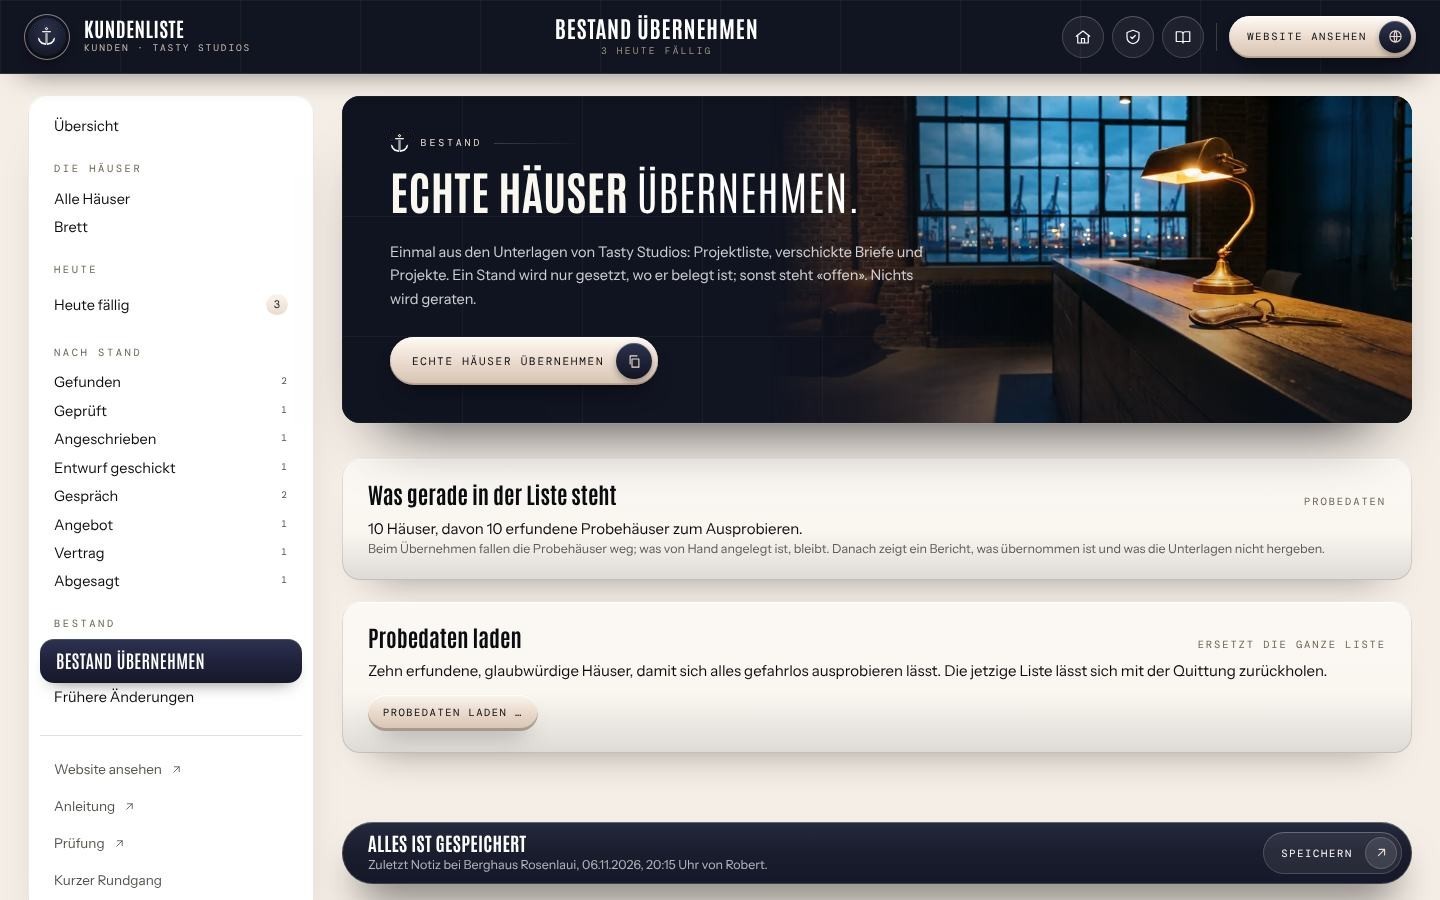 KUNDENLISTE
KUNDEN · TASTY STUDIOS
BESTAND ÜBERNEHMEN
3 HEUTE FÄLLIG
WEBSITE ANSEHEN
Übersicht
DIE HÄUSER
Alle Häuser
Brett
HEUTE
Heute fällig 3
NACH STAND
Gefunden 2
Geprüft 1
Angeschrieben 1
Entwurf geschickt 1
Gespräch 2
Angebot 1
Vertrag 1
Abgesagt 1
BESTAND
BESTAND ÜBERNEHMEN
Frühere Änderungen
Website ansehen
Anleitung
Prüfung
Kurzer Rundgang
BESTAND
ECHTE HÄUSER ÜBERNEHMEN.
Einmal aus den Unterlagen von Tasty Studios: Projektliste, verschickte Briefe und
Projekte. Ein Stand wird nur gesetzt, wo er belegt ist; sonst steht «offen». Nichts
wird geraten.
ECHTE HÄUSER ÜBERNEHMEN
Was gerade in der Liste steht
PROBEDATEN
10 Häuser, davon 10 erfundene Probehäuser zum Ausprobieren.
Beim Übernehmen fallen die Probehäuser weg; was von Hand angelegt ist, bleibt. Danach zeigt ein Bericht, was übernommen ist und was die Unterlagen nicht hergeben.
Probedaten laden
ERSETZT DIE GANZE LISTE
Zehn erfundene, glaubwürdige Häuser, damit sich alles gefahrlos ausprobieren lässt. Die jetzige Liste lässt sich mit der Quittung zurückholen.
PROBEDATEN LADEN …
ALLES IST GESPEICHERT
Zuletzt Notiz bei Berghaus Rosenlaui, 06.11.2026, 20:15 Uhr von Robert.
SPEICHERN